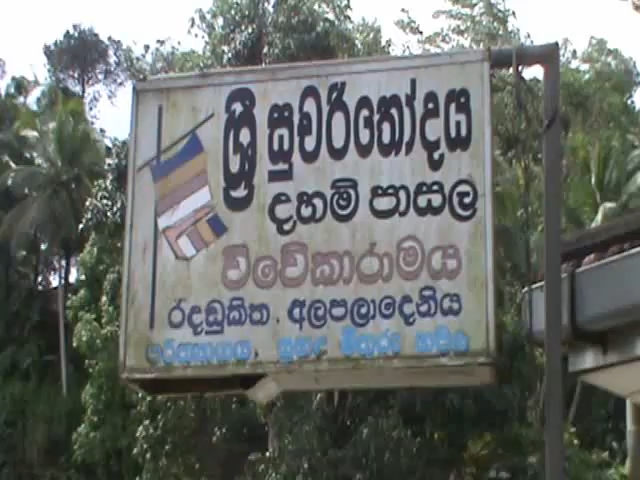 ශ්‍රී සුචරිතෝදය
දහම් පාසල
විවේකාරාමය
රදඩුකිත . අලපලාදෙනිය